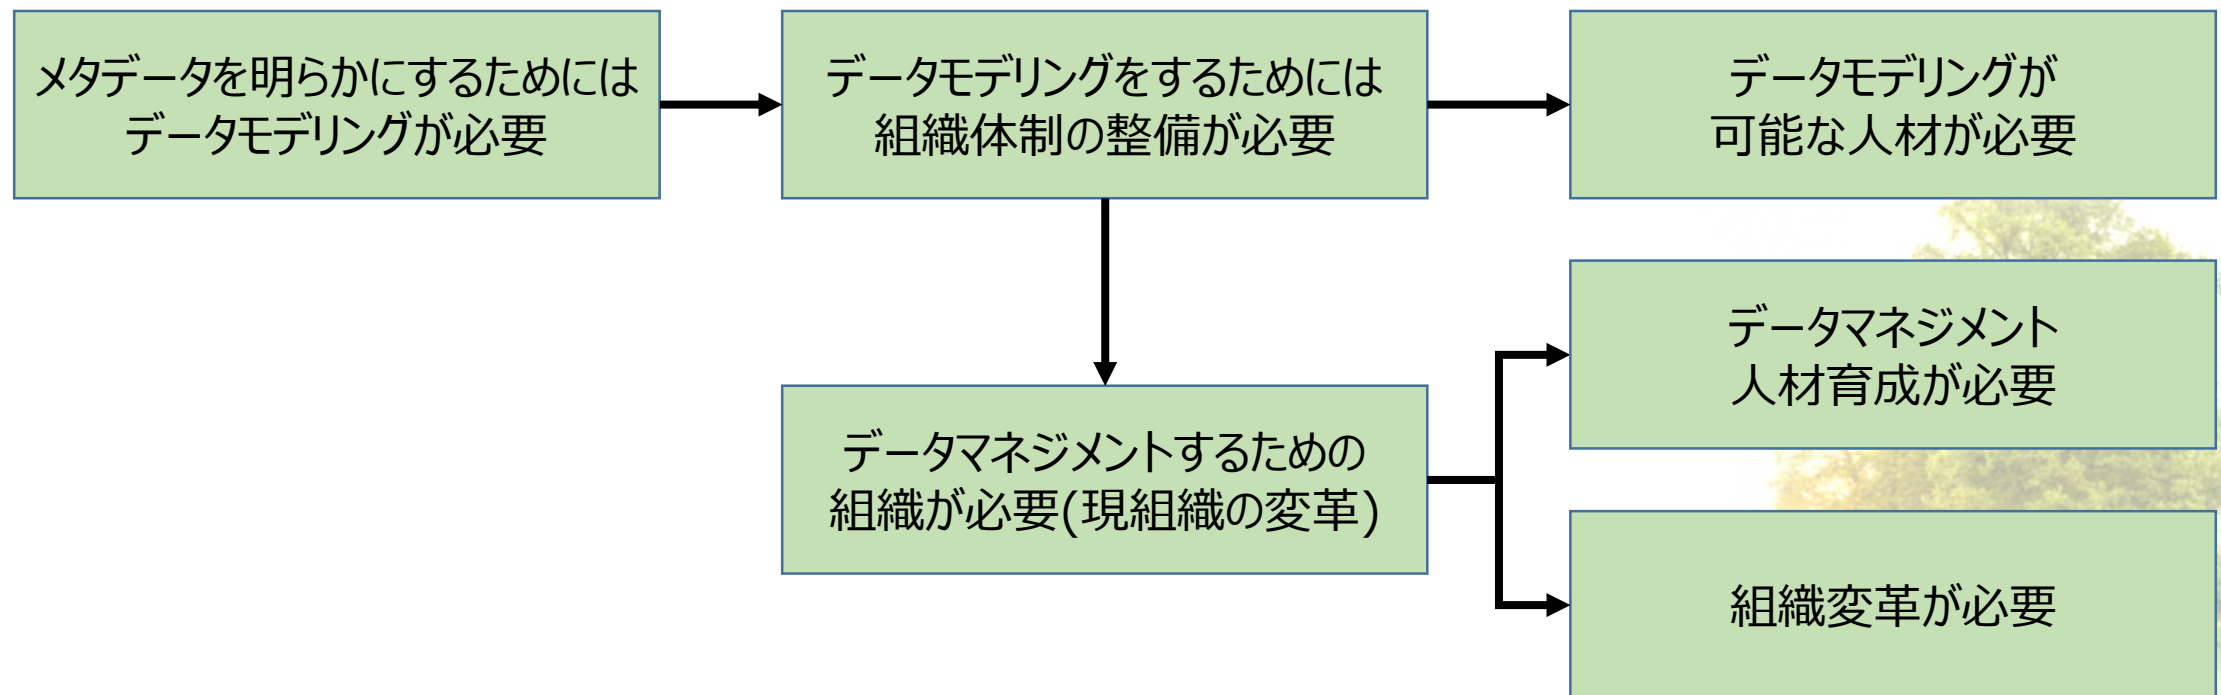 メタデータを明らかにするためには
データモデリングが必要
データモデリングをするためには
組織体制の整備が必要
データモデリングが
可能な人材が必要
データマネジメント
人材育成が必要
データマネジメントするための
組織が必要(現組織の変革)
組織変革が必要